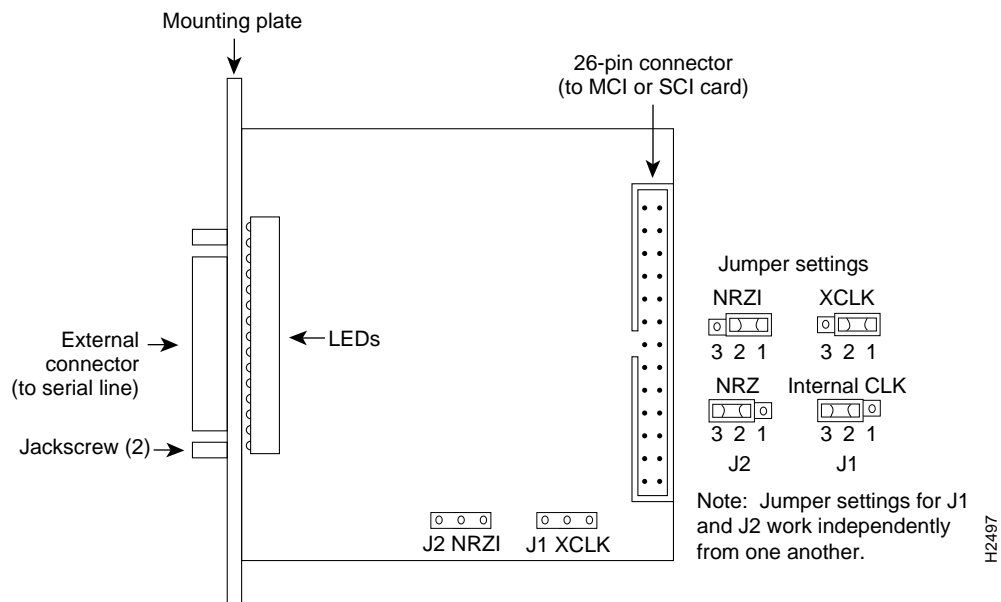 Mounting plate
26-pin connector
(to MCI or SCI card)
Jumper settings
NRZI XCLK
3 2 1 3 2 1
External
connector
(to serial line)
LEDs
NRZ Internal CLK
3 2 1 3 2 1
J2 J1
Jackscrew (2)
Note: Jumper settings for J1
and J2 work independently
from one another.
J2 NRZI J1 XCLK
H2497